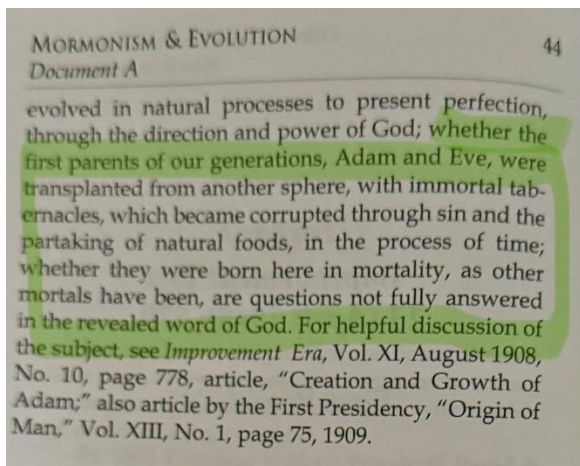 MORMONISM & EVOLUTION
44
Document A
evolved in natural processes to present perfection,
through the direction and power of God; whether the
first parents of our generations, Adam and Eve, were
transplanted from another sphere, with immortal tab-
ernacles, which became corrupted through sin and the
partaking of natural foods, in the process of time;
whether they were born here in mortality, as other
mortals have been, are questions not fully answered
in the revealed word of God. For helpful discussion of
the subject, see Improvement Era, Vol. XI, August 1908,
No. 10, page 778, article, “Creation and Growth of
Adam;” also article by the First Presidency, “Origin of
Man,” Vol. XIII, No. 1, page 75, 1909.